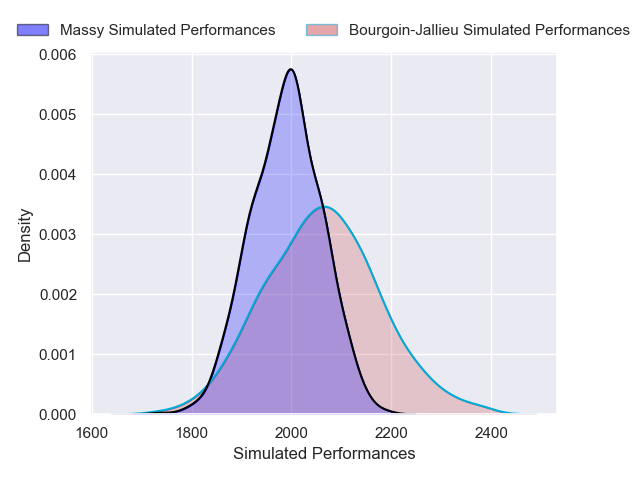 Massy Simulated Performances
Bourgoin-Jallieu Simulated Performances
0.006
0.005
0.004
0.003
0.002
0.001
0.000
Density
1600 1800 2000 2200 2400
Simulated Performances